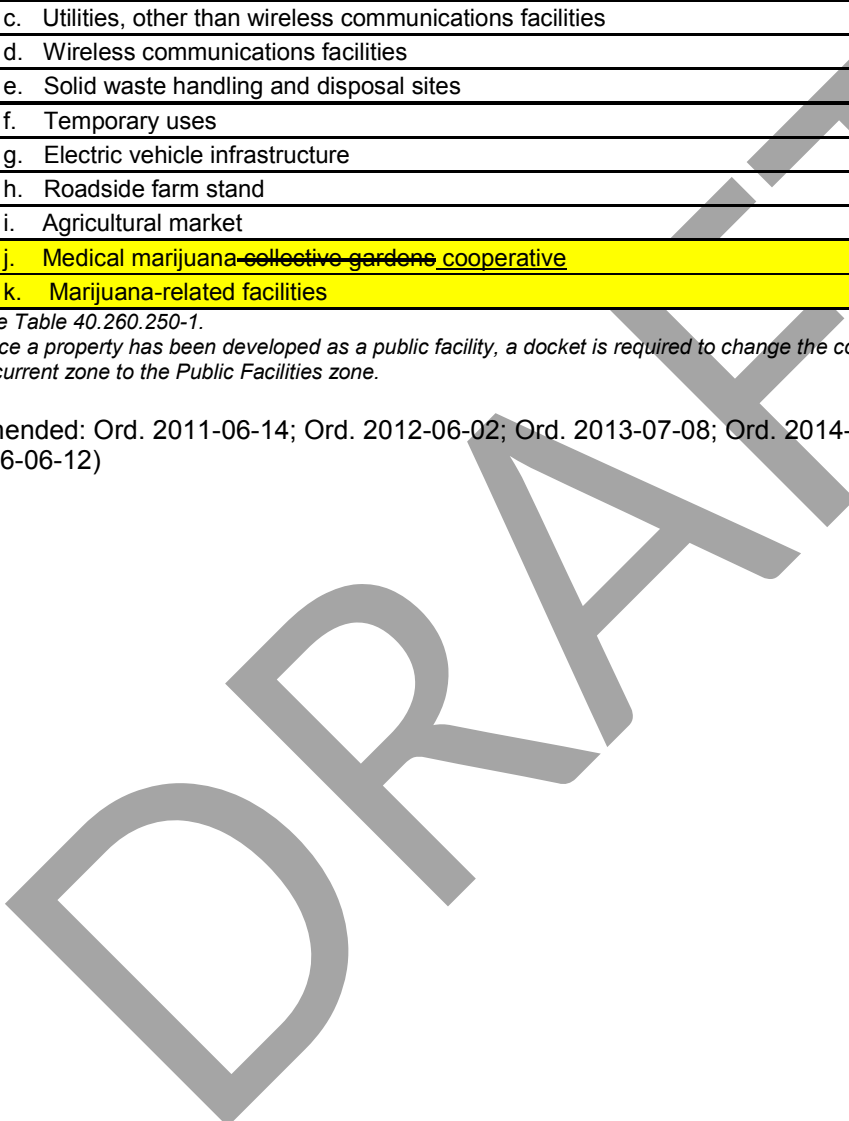 c. Utilities, other than wireless communications facilities
d. Wireless communications facilities
e. Solid waste handling and disposal sites
f. Temporary uses
g. Electric vehicle infrastructure
h. Roadside farm stand
i. Agricultural market
j. Medical marijuana collective gardens cooperative
k. Marijuana-related facilities
e Table 40.260.250-1.
ce a property has been developed as a public facility, a docket is required to change the co
current zone to the Public Facilities zone.
ended: Ord. 2011-06-14; Ord. 2012-06-02; Ord. 2013-07-08; Ord. 2014-
6-06-12)
DRAFT